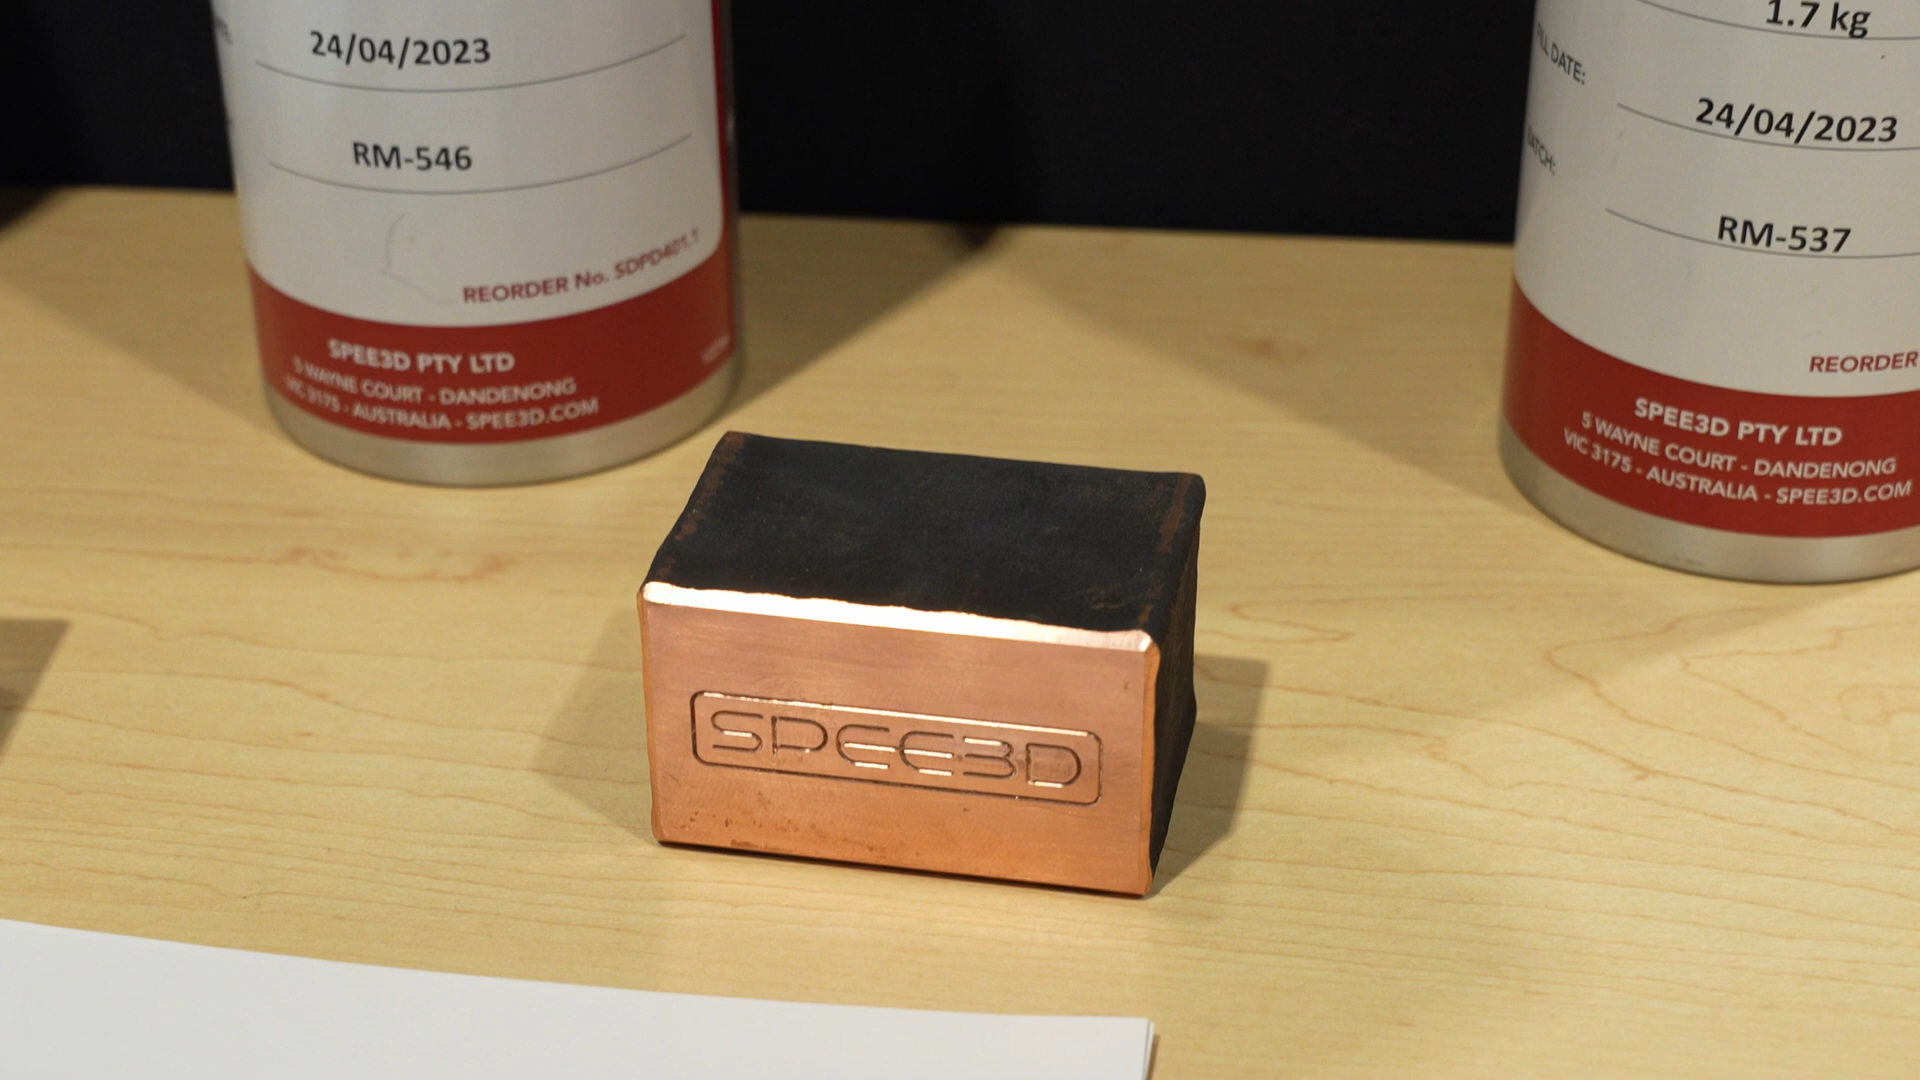 24/04/2023
RM-546
REORDER No. SDPD401.1
SPEE3D PTY LTD
5 WAYNE COURT - DANDENONG
VIC 3175 - AUSTRALIA - SPEE3D.COM
1.7 kg
FILL DATE:
24/04/2023
BATCH:
RM-537
REORDER
SPEE3D PTY LTD
5 WAYNE COURT - DANDENONG
VIC 3175 - AUSTRALIA - SPEE3D.COM
SPEE3D